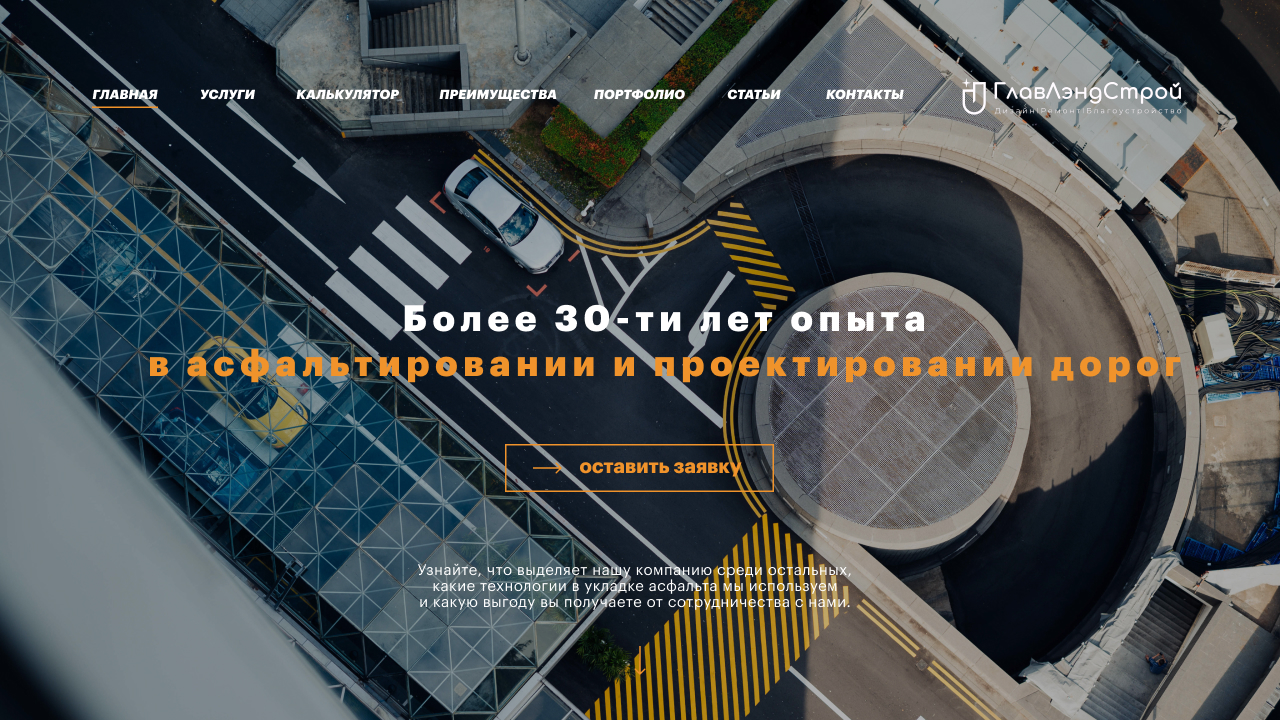 ГЛАВНАЯ УСЛУГИ КАЛЬКУЛЯТОР ПРЕИМУЩЕСТВА ПОРТФОЛИО СТАТЬИ КОНТАКТЫ ГлавЛэндСтрой
Дизайн|Ремонт|Благоустройство
Более 30-ти лет опыта
в асфальтировании и проектировании дорог
оставить заявку
Узнайте, что выделяет нашу компанию среди остальных,
какие технологии в укладке асфальта мы используем
и какую выгоду вы получаете от сотрудничества с нами.